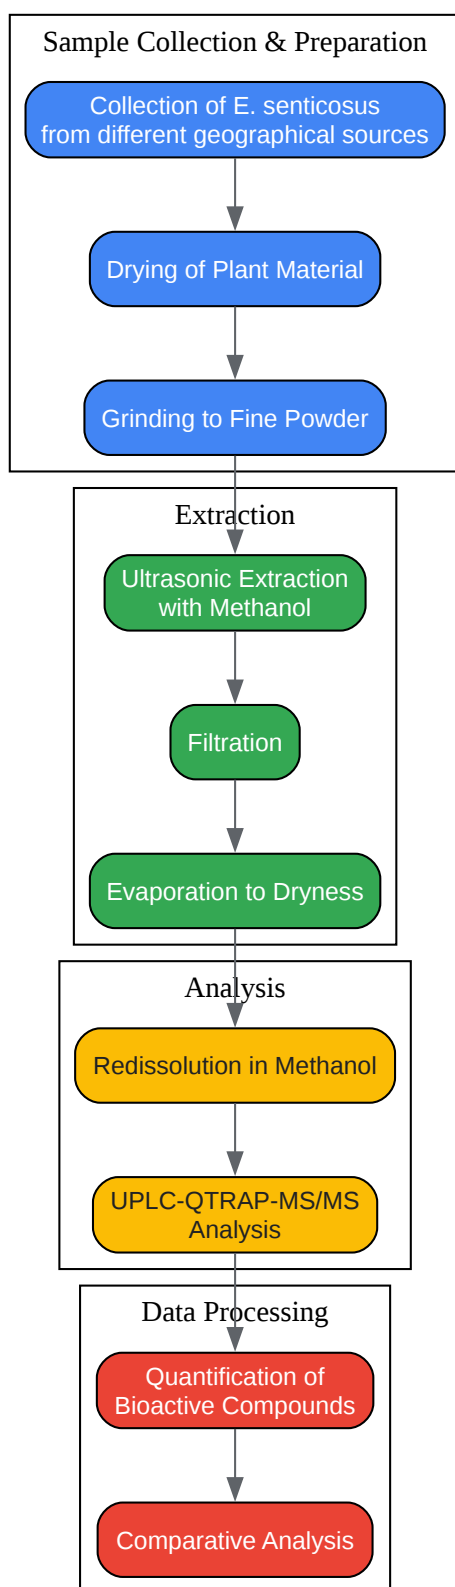 Sample Collection & Preparation
Collection of E. senticosus
from different geographical sources
Drying of Plant Material
Grinding to Fine Powder
Extraction
Ultrasonic Extraction
with Methanol
Filtration
Evaporation to Dryness
Analysis
Redissolution in Methanol
UPLC-QTRAP-MS/MS
Analysis
Data Processing
Quantification of
Bioactive Compounds
Comparative Analysis